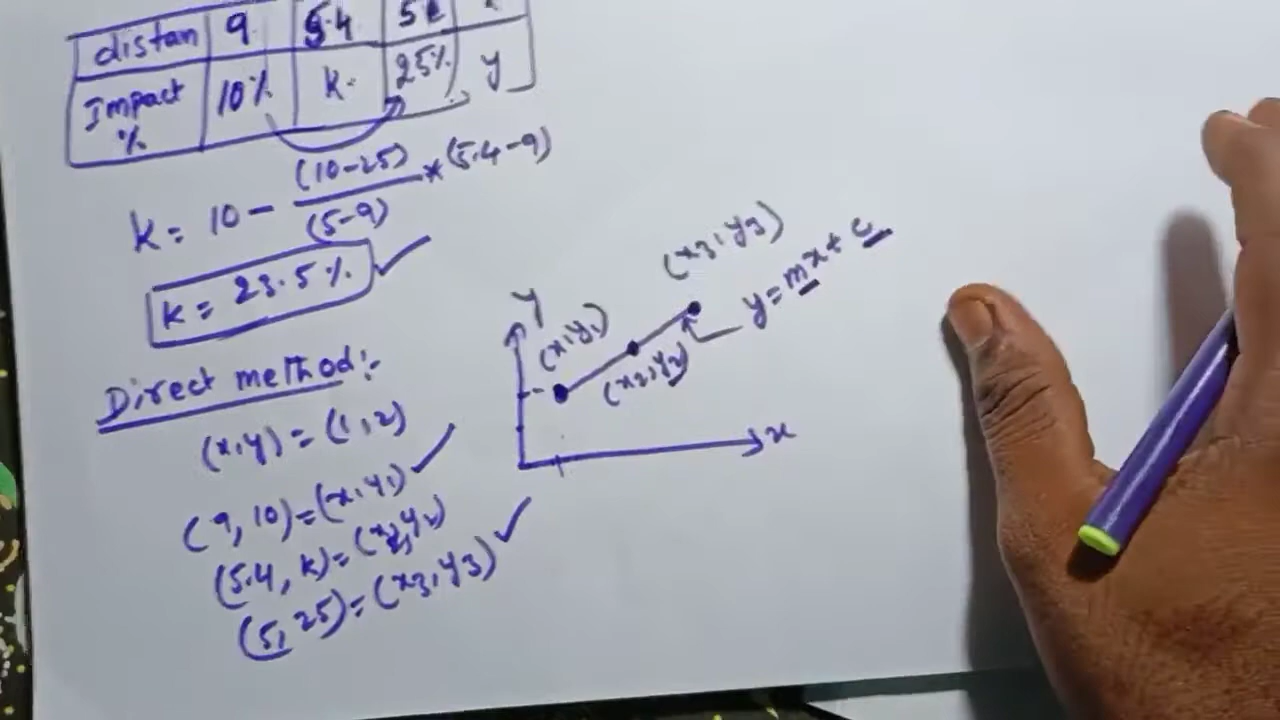 distan 9 5.4 5
Impact % 10% k 25% y
k = 10 - (10-25) / (5-9) * (5.4-9)
k = 23.5%
Direct method:-
(x,y) = (1,2)
(9,10) = (x1,y1)
(5.4, k) = (x2,y2)
(5, 25) = (x3,y3)
y
(x1,y1)
(x2,y2)
(x3,y3)
y = mx + c
x